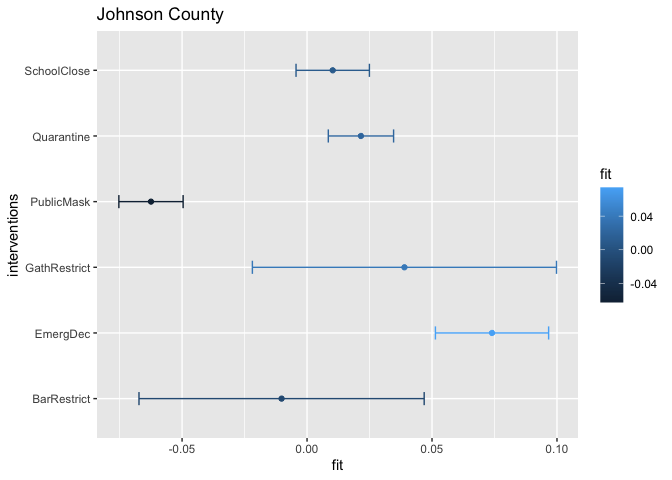 Johnson County
interventions
SchoolClose
Quarantine
PublicMask
GathRestrict
EmergDec
BarRestrict
-0.05
0.00
0.05
0.10
fit
fit
0.04
0.00
-0.04